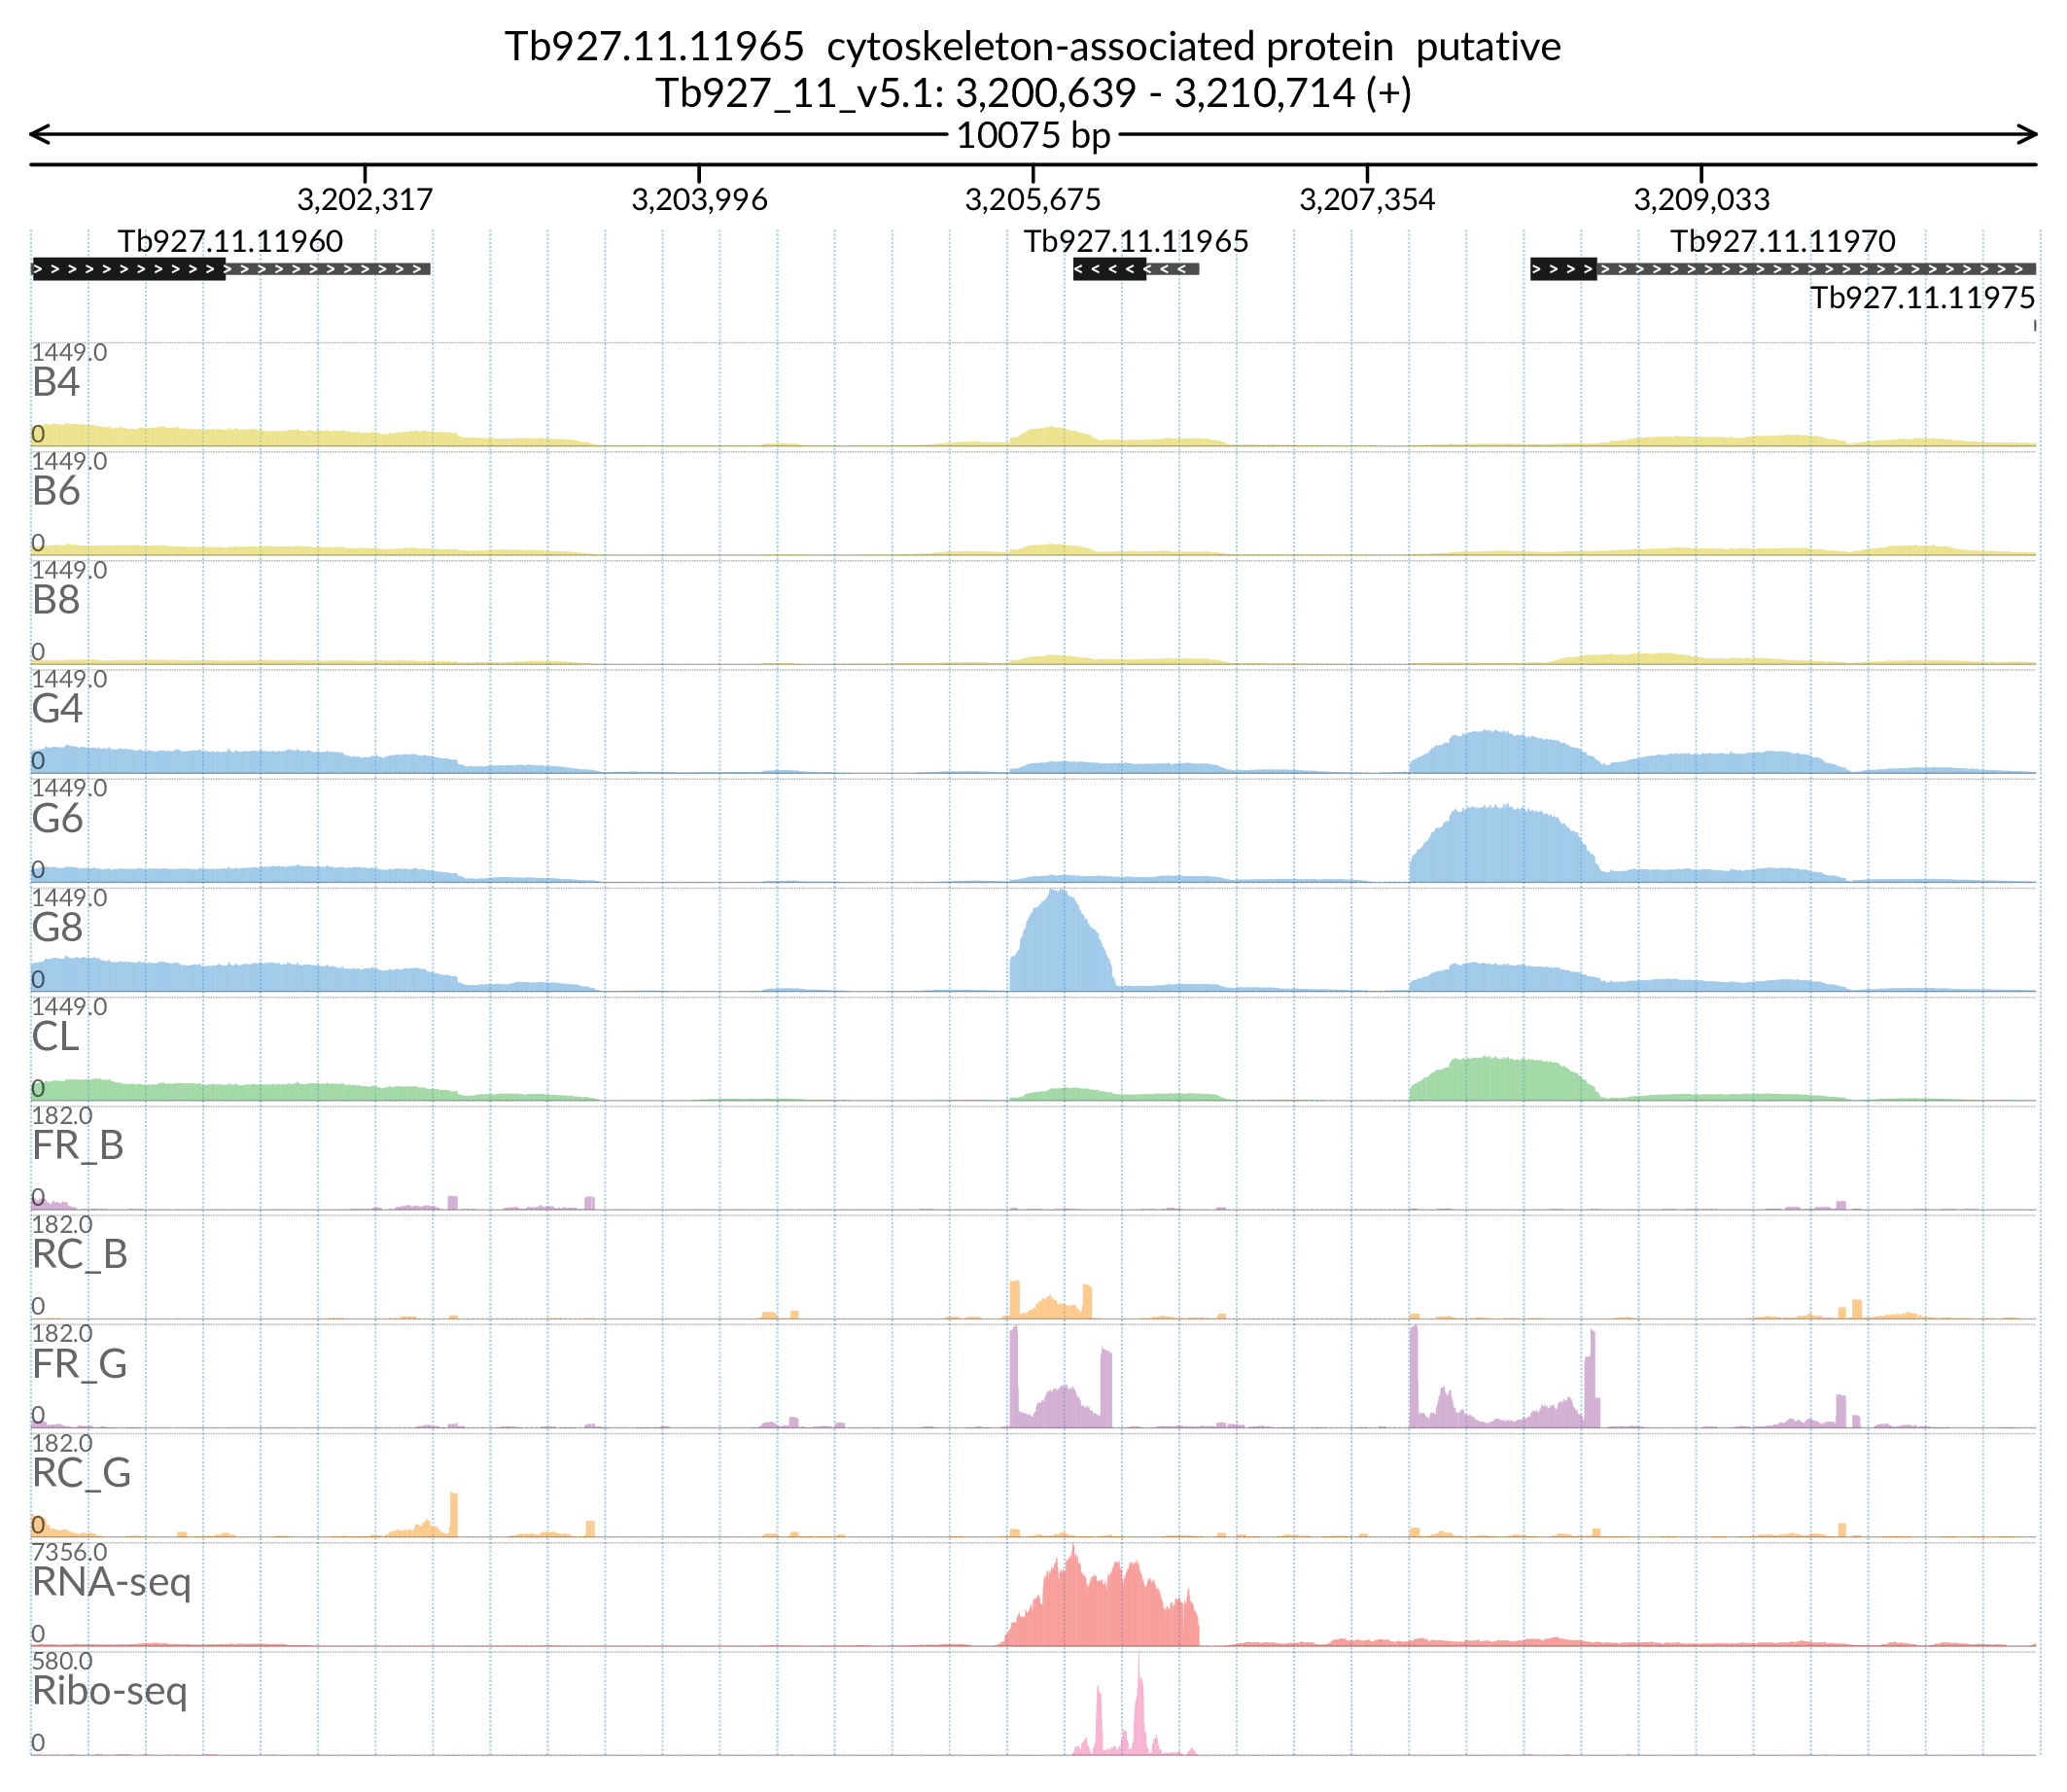 Tb927.11.11965 cytoskeleton-associated protein putative
Tb927_11_v5.1: 3,200,639 - 3,210,714 (+)
10075 bp
3,202,317 3,203,996 3,205,675 3,207,354 3,209,033
Tb927.11.11960 Tb927.11.11965 Tb927.11.11970
Tb927.11.11975
1449.0
B4
0
1449.0
B6
0
1449.0
B8
0
1449.0
G4
0
1449.0
G6
0
1449.0
G8
0
1449.0
CL
0
182.0
FR_B
0
182.0
RC_B
0
182.0
FR_G
0
182.0
RC_G
0
7356.0
RNA-seq
0
580.0
Ribo-seq
0